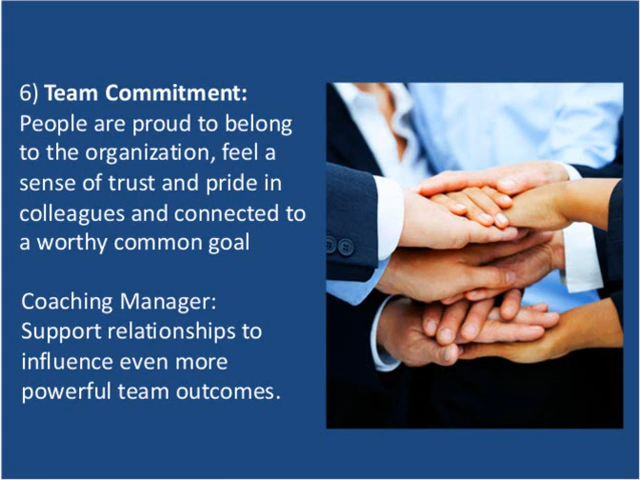 6) Team Commitment:
People are proud to belong
to the organization, feel a
sense of trust and pride in
colleagues and connected to
a worthy common goal
Coaching Manager:
Support relationships to
influence even more
powerful team outcomes.